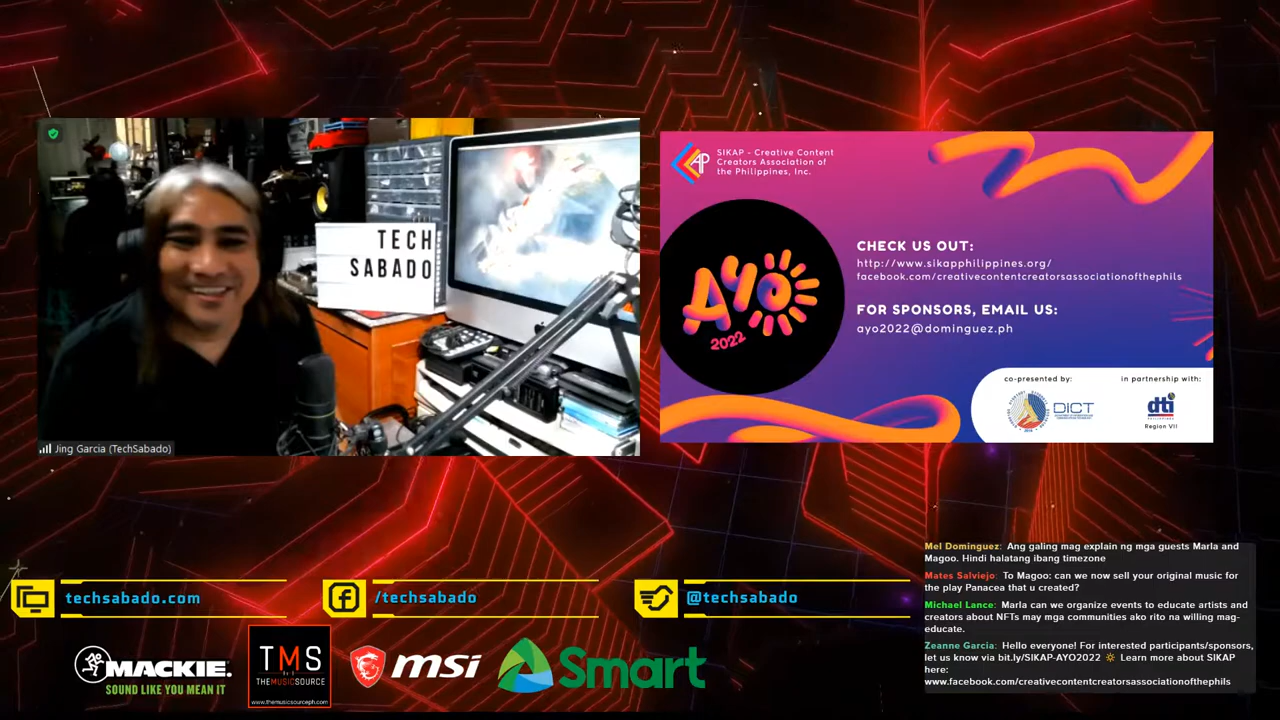 TECH
SABADO
Jing Garcia (TechSabado)
SIKAP - Creative Content
Creators Association of
the Philippines, Inc.
AYO
2022
CHECK US OUT:
http://www.sikapphilippines.org/
facebook.com/creativecontentcreatorsassociationofthephils
FOR SPONSORS, EMAIL US:
ayo2022@dominguez.ph
co-presented by:
in partnership with:
DICT
dti
PHILIPPINES
Region VII
Mel Dominguez: Ang galing mag explain ng mga guests Marla and
Magoo. Hindi halatang ibang timezone
Mates Salviejo: To Magoo: can we now sell your original music for
the play Panacea that u created?
Michael Lance: Marla can we organize events to educate artists and
creators about NFTs may mga communities ako rito na willing mag-
educate.
Zeanne Garcia: Hello everyone! For interested participants/sponsors,
let us know via bit.ly/SIKAP-AYO2022 🔆 Learn more about SIKAP
here:
www.facebook.com/creativecontentcreatorsassociationofthephils
techsabado.com
/techsabado
@techsabado
MACKIE.
SOUND LIKE YOU MEAN IT
TMS
THEMUSICSOURCE
www.themusicsourceph.com
msi
Smart